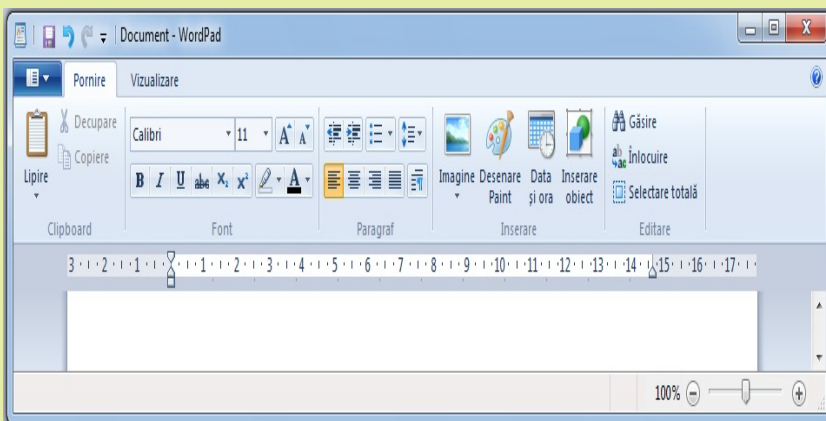 Document - WordPad
Pornire Vizualizare
Lipire
Decupare
Copiere
Clipboard
Calibri 11 A A
B I U abc X₂ X² A
Font
Paragraf
Imagine
Desenare Paint
Data și ora
Inserare obiect
Inserare
Găsire
Înlocuire
Selectare totală
Editare
3 2 1 1 2 3 4 5 6 7 8 9 10 11 12 13 14 15 16 17
100%